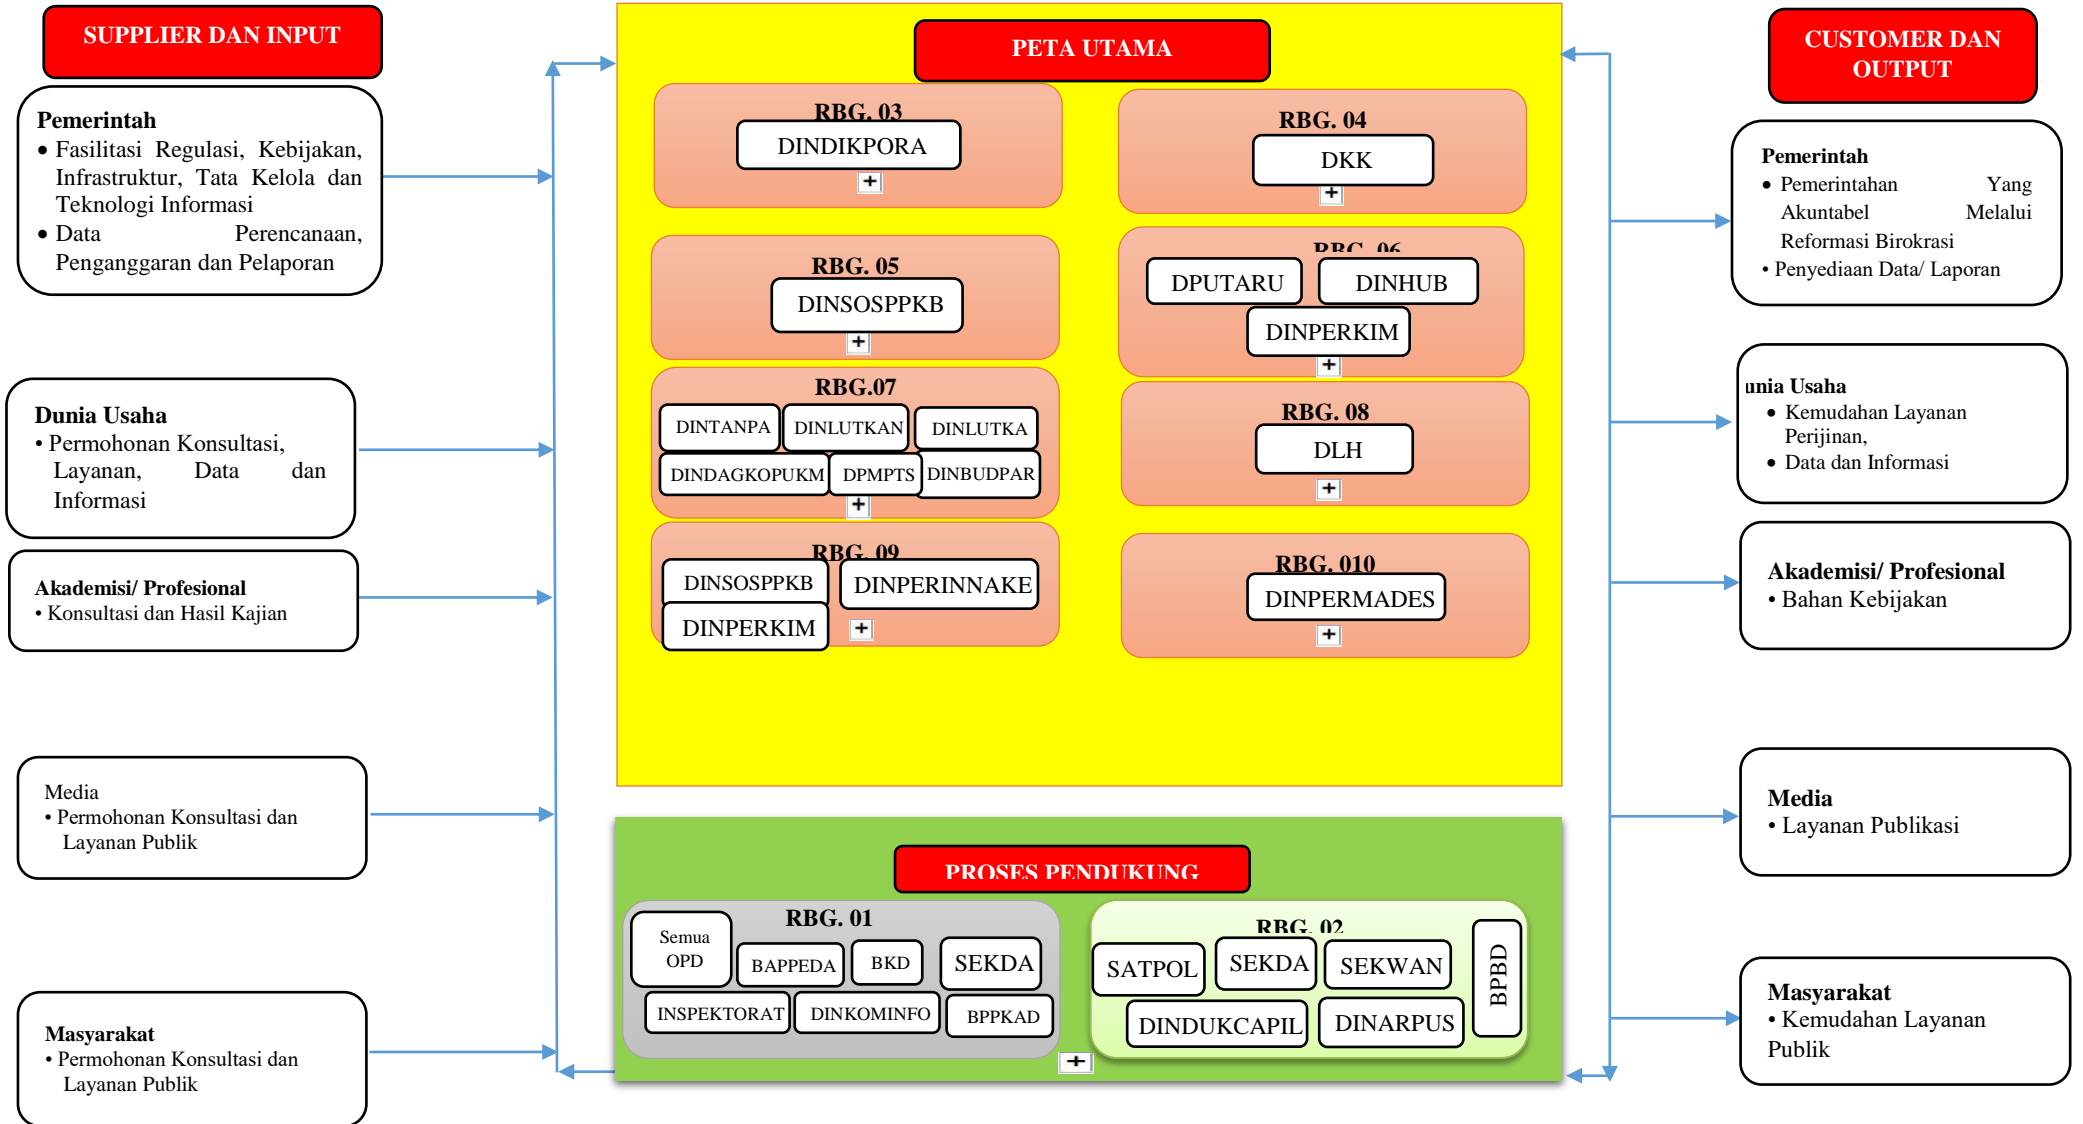 SUPPLIER DAN INPUT
Pemerintah
• Fasilitasi Regulasi, Kebijakan,
Infrastruktur, Tata Kelola dan
Teknologi Informasi
• Data Perencanaan,
Penganggaran dan Pelaporan
Dunia Usaha
• Permohonan Konsultasi,
Layanan, Data dan
Informasi
Akademisi/ Profesional
• Konsultasi dan Hasil Kajian
Media
• Permohonan Konsultasi dan
Layanan Publik
Masyarakat
• Permohonan Konsultasi dan
Layanan Publik
PETA UTAMA
RBG. 03
DINDIKPORA
RBG. 04
DKK
RBG. 05
DINSOSPPKB
RBG. 06
DPUTARU
DINHUB
DINPERKIM
RBG.07
DINTANPA
DINLUTKAN
DINLUTKA
DINDAGKOPUKM
DPMPTS
DINBUDPAR
RBG. 08
DLH
RBG. 09
DINSOSPPKB
DINPERINNAKE
DINPERKIM
RBG. 010
DINPERMADES
PROSES PENDUKUNG
RBG. 01
Semua
OPD
BAPPEDA
BKD
SEKDA
INSPEKTORAT
DINKOMINFO
BPPKAD
RBG. 02
SATPOL
SEKDA
SEKWAN
BPBD
DINDUKCAPIL
DINARPUS
CUSTOMER DAN
OUTPUT
Pemerintah
• Pemerintahan Yang
Akuntabel Melalui
Reformasi Birokrasi
• Penyediaan Data/ Laporan
unia Usaha
• Kemudahan Layanan
Perijinan,
• Data dan Informasi
Akademisi/ Profesional
• Bahan Kebijakan
Media
• Layanan Publikasi
Masyarakat
• Kemudahan Layanan
Publik